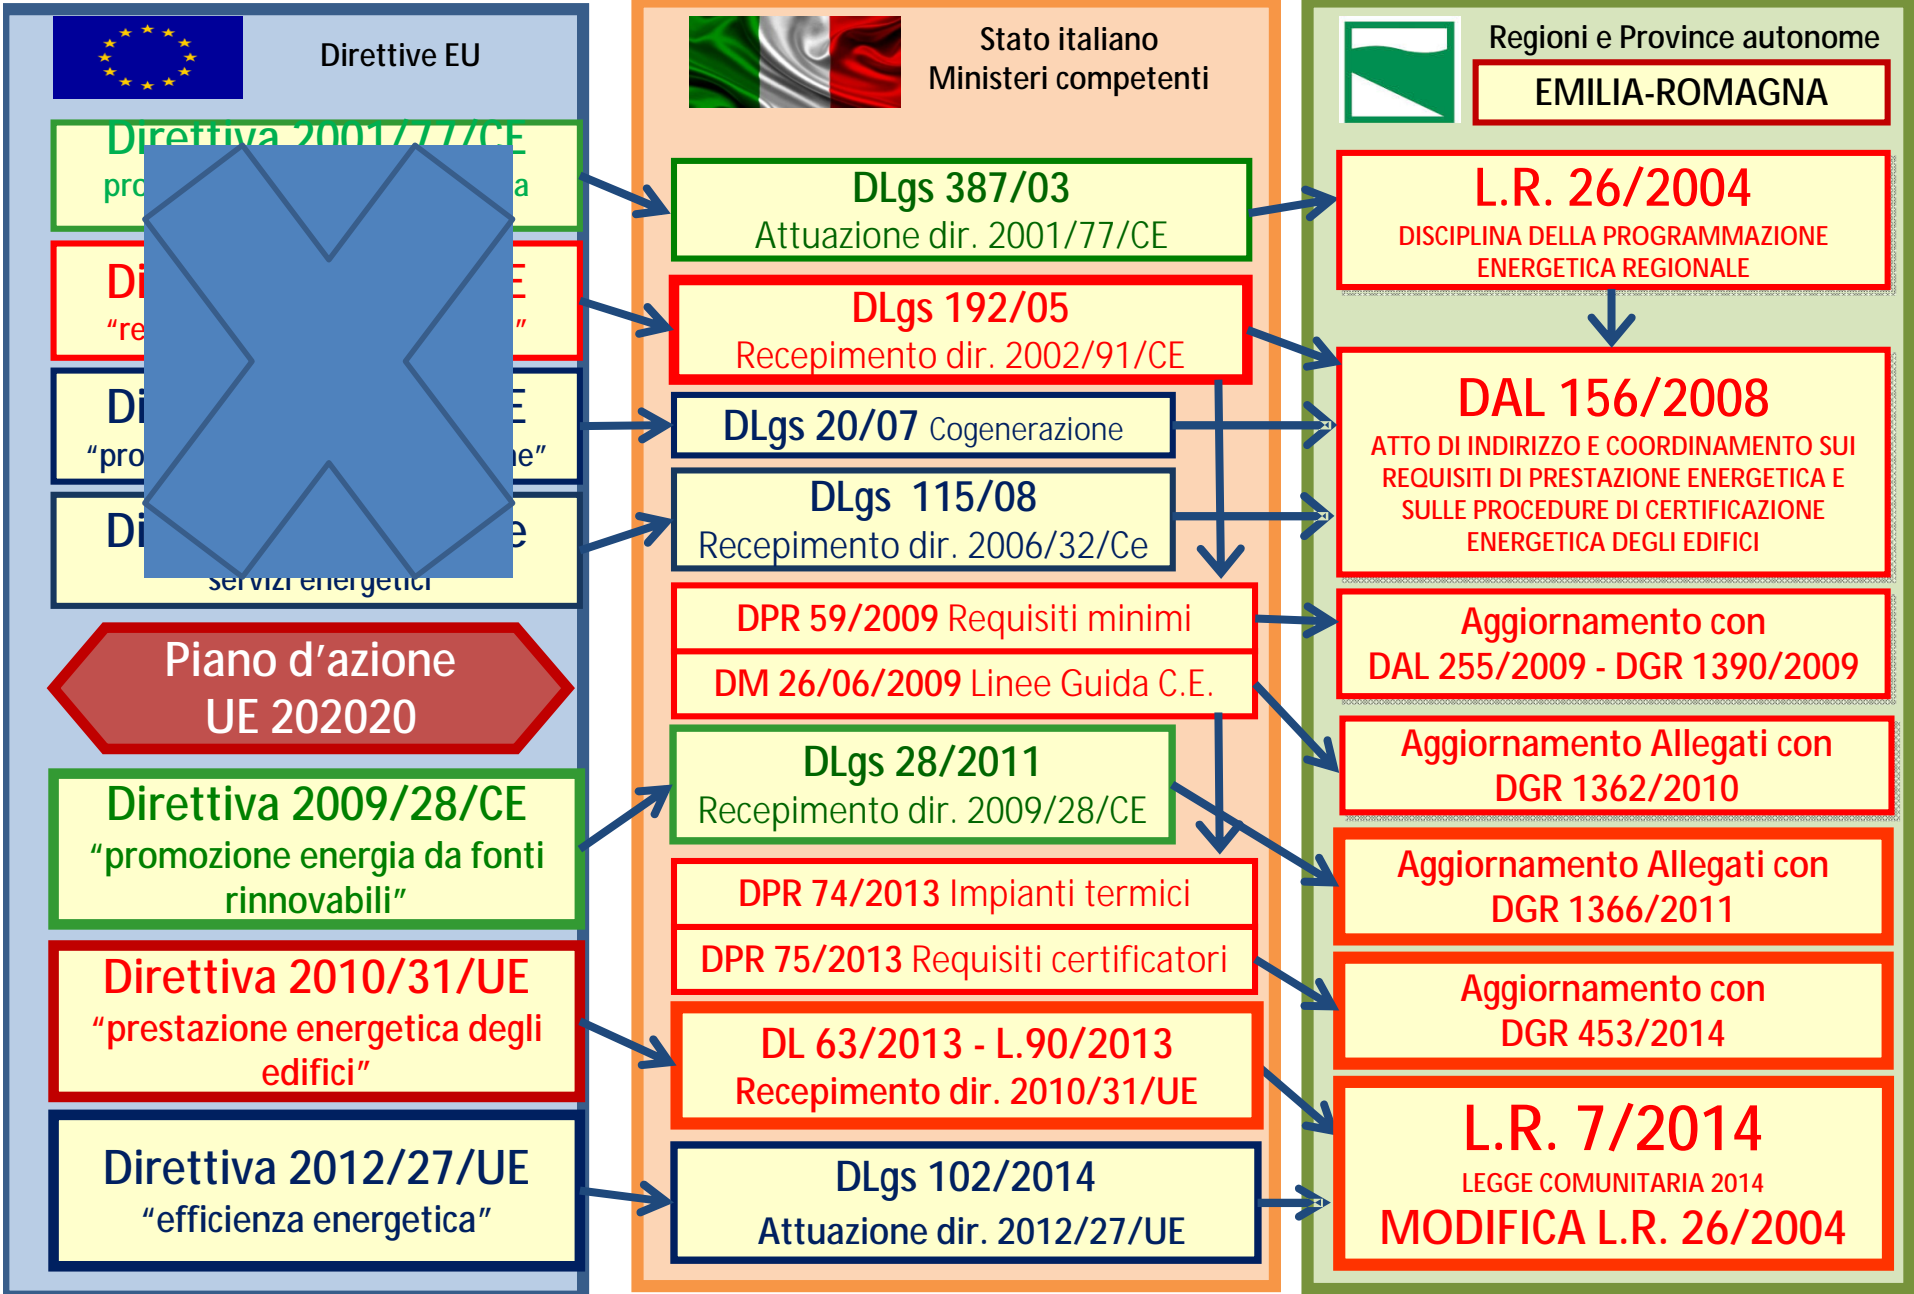 Direttive EU
Direttiva 2001/77/CE
servizi energetici
Piano d'azione
UE 202020
Direttiva 2009/28/CE
"promozione energia da fonti
rinnovabili"
Direttiva 2010/31/UE
"prestazione energetica degli
edifici"
Direttiva 2012/27/UE
"efficienza energetica"
Stato italiano
Ministeri competenti
DLgs 387/03
Attuazione dir. 2001/77/CE
DLgs 192/05
Recepimento dir. 2002/91/CE
DLgs 20/07 Cogenerazione
DLgs 115/08
Recepimento dir. 2006/32/Ce
DPR 59/2009 Requisiti minimi
DM 26/06/2009 Linee Guida C.E.
DLgs 28/2011
Recepimento dir. 2009/28/CE
DPR 74/2013 Impianti termici
DPR 75/2013 Requisiti certificatori
DL 63/2013 - L.90/2013
Recepimento dir. 2010/31/UE
DLgs 102/2014
Attuazione dir. 2012/27/UE
Regioni e Province autonome
EMILIA-ROMAGNA
L.R. 26/2004
DISCIPLINA DELLA PROGRAMMAZIONE
ENERGETICA REGIONALE
DAL 156/2008
ATTO DI INDIRIZZO E COORDINAMENTO SUI
REQUISITI DI PRESTAZIONE ENERGETICA E
SULLE PROCEDURE DI CERTIFICAZIONE
ENERGETICA DEGLI EDIFICI
Aggiornamento con
DAL 255/2009 - DGR 1390/2009
Aggiornamento Allegati con
DGR 1362/2010
Aggiornamento Allegati con
DGR 1366/2011
Aggiornamento con
DGR 453/2014
L.R. 7/2014
LEGGE COMUNITARIA 2014
MODIFICA L.R. 26/2004